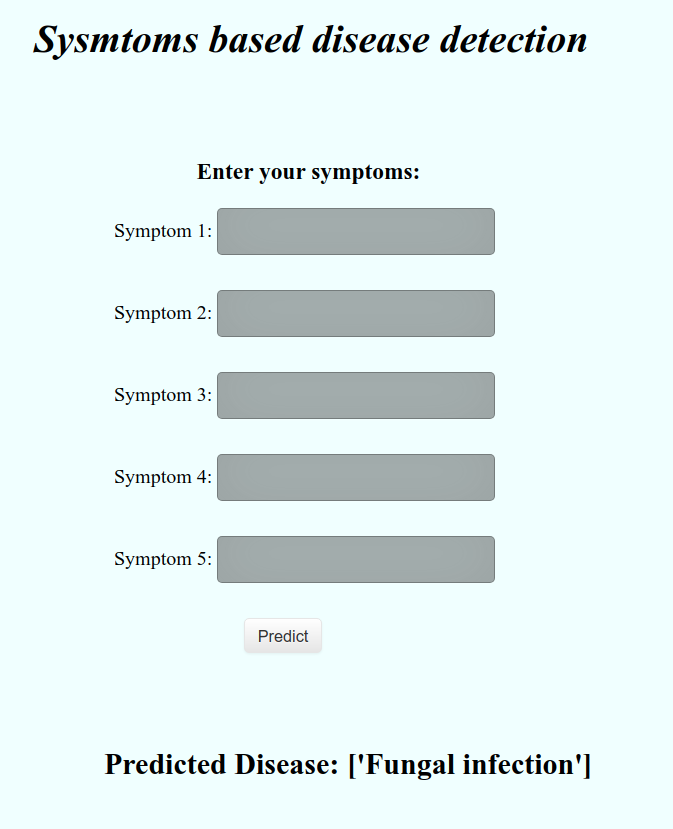 Sysmtoms based disease detection
Enter your symptoms:
Symptom 1:
Symptom 2:
Symptom 3:
Symptom 4:
Symptom 5:
Predict
Predicted Disease: ['Fungal infection']